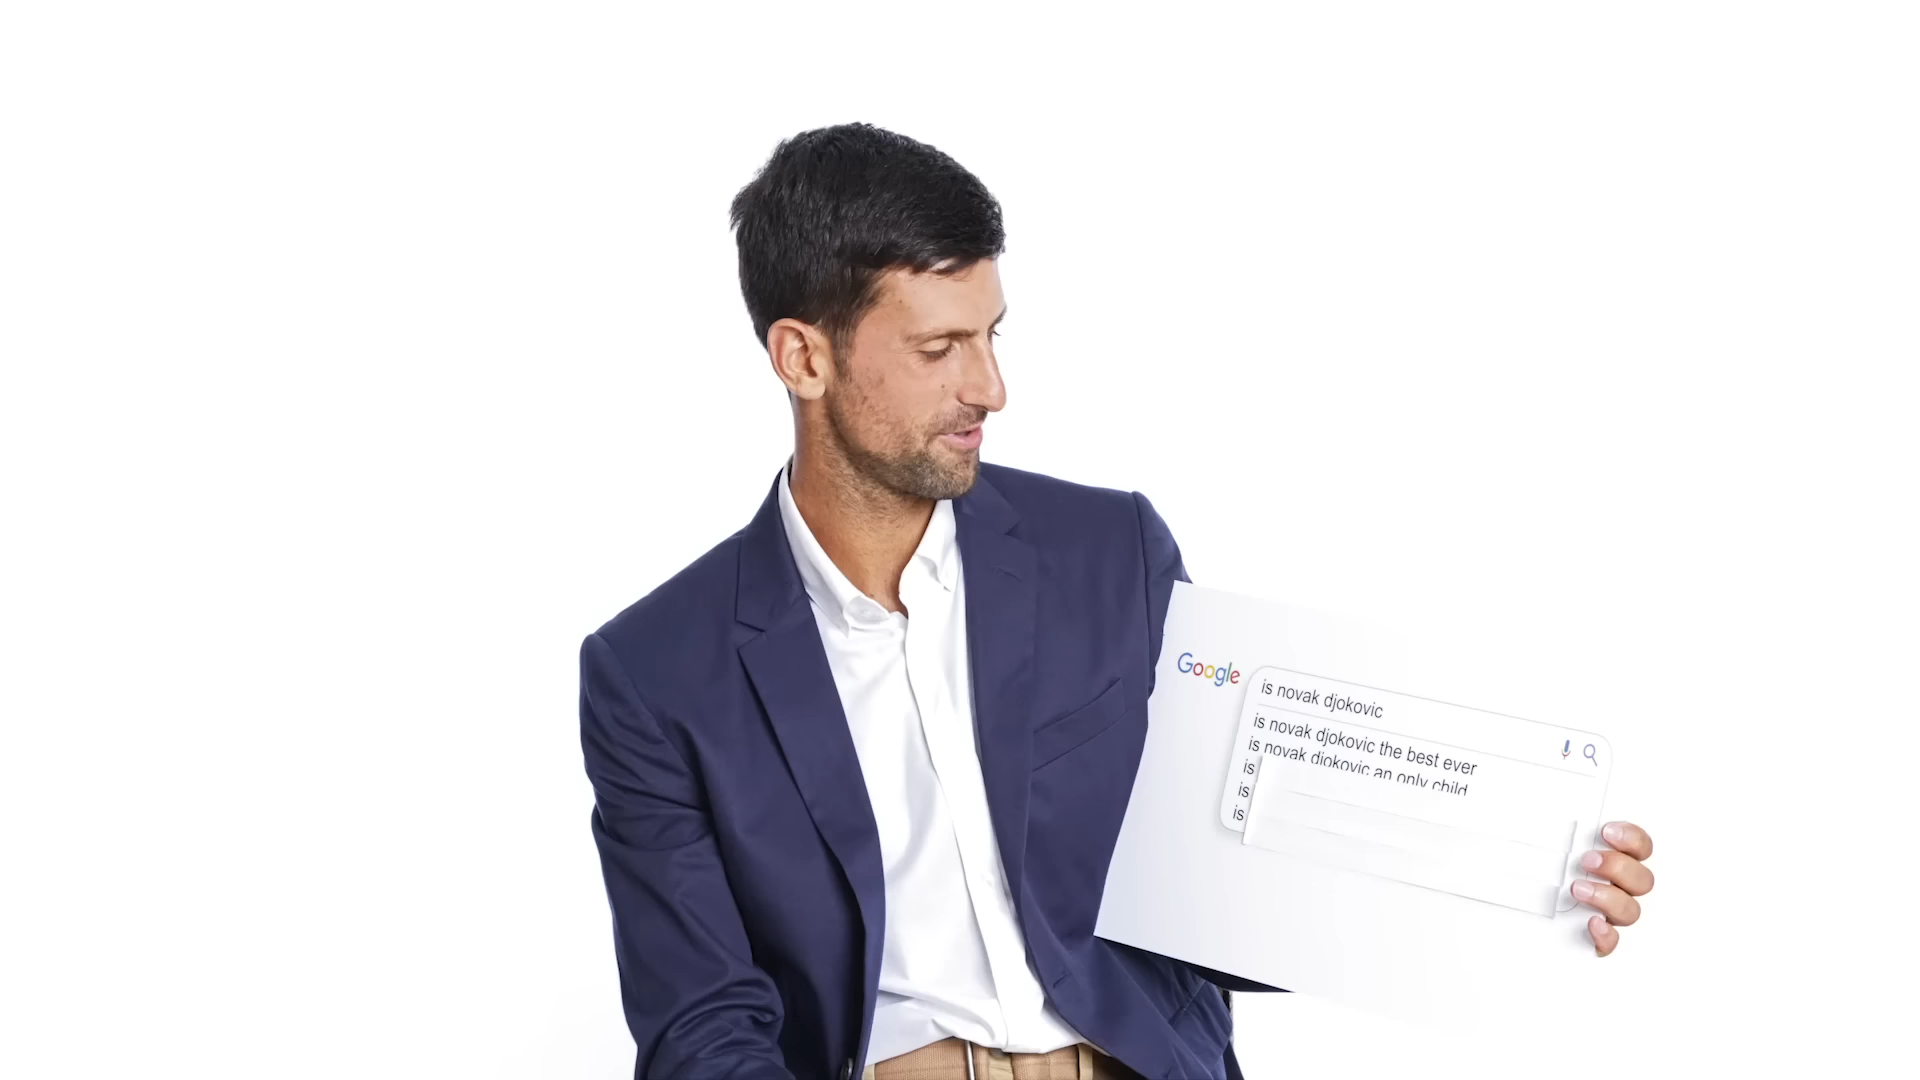 Google
is novak djokovic
is novak djokovic the best ever
is novak djokovic an only child
is
is
is